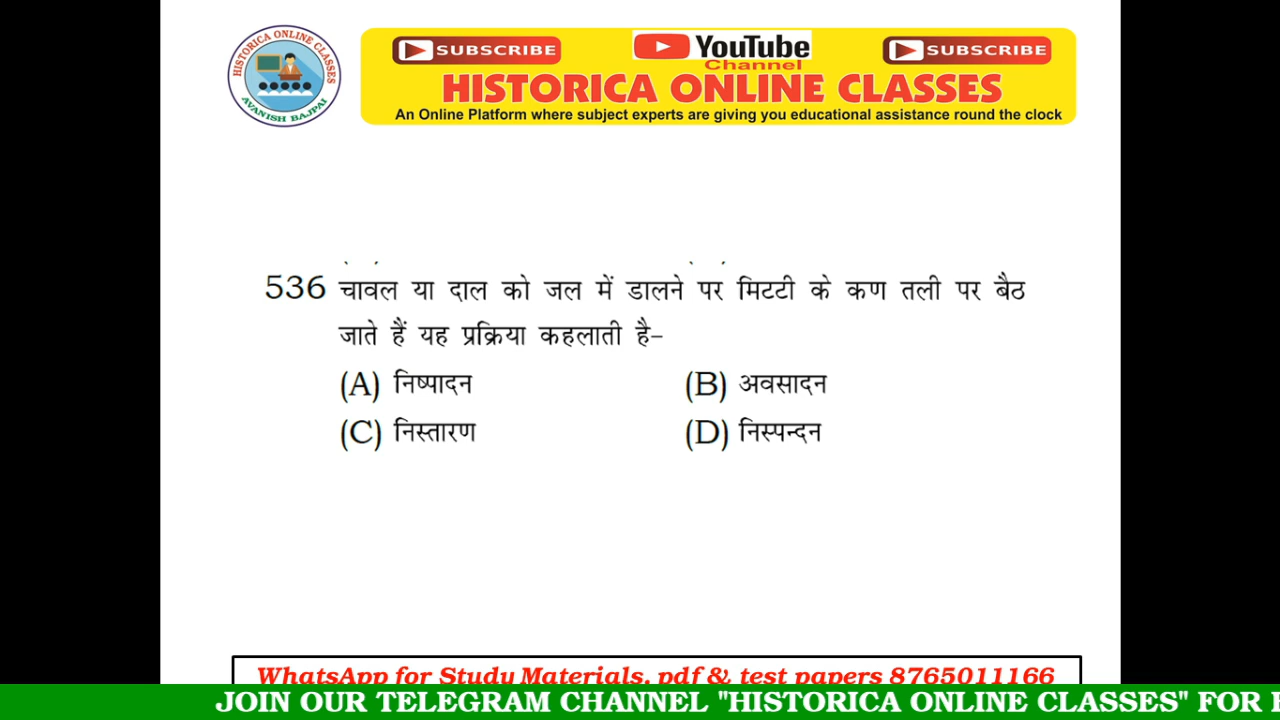 HISTORICA ONLINE CLASSES
AVANISH BAJPAI
SUBSCRIBE
YouTube
SUBSCRIBE
Channel
HISTORICA ONLINE CLASSES
An Online Platform where subject experts are giving you educational assistance round the clock
536 चावल या दाल को जल में डालने पर मिटटी के कण तली पर बैठ
जाते हैं यह प्रक्रिया कहलाती है–
(A) निष्पादन (B) अवसादन
(C) निस्तारण (D) निस्पन्दन
WhatsApp for Study Materials, pdf & test papers 8765011166
JOIN OUR TELEGRAM CHANNEL "HISTORICA ONLINE CLASSES" FOR